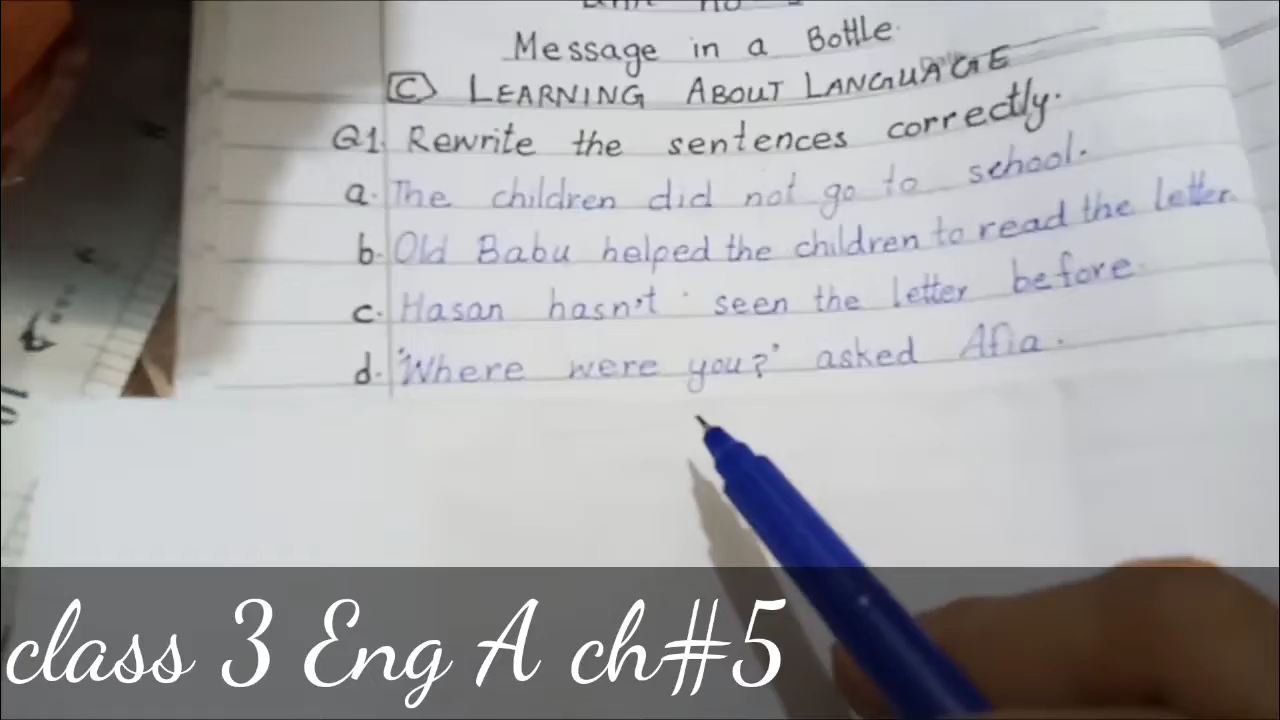 Message in a Bottle.
C LEARNING ABOUT LANGUAGE
Q1. Rewrite the sentences correctly.
a. The children did not go to school.
b. Old Babu helped the children to read the letter.
c. Hasan hasn't seen the letter before.
d. 'Where were you?' asked Afia.
class 3 Eng A ch#5